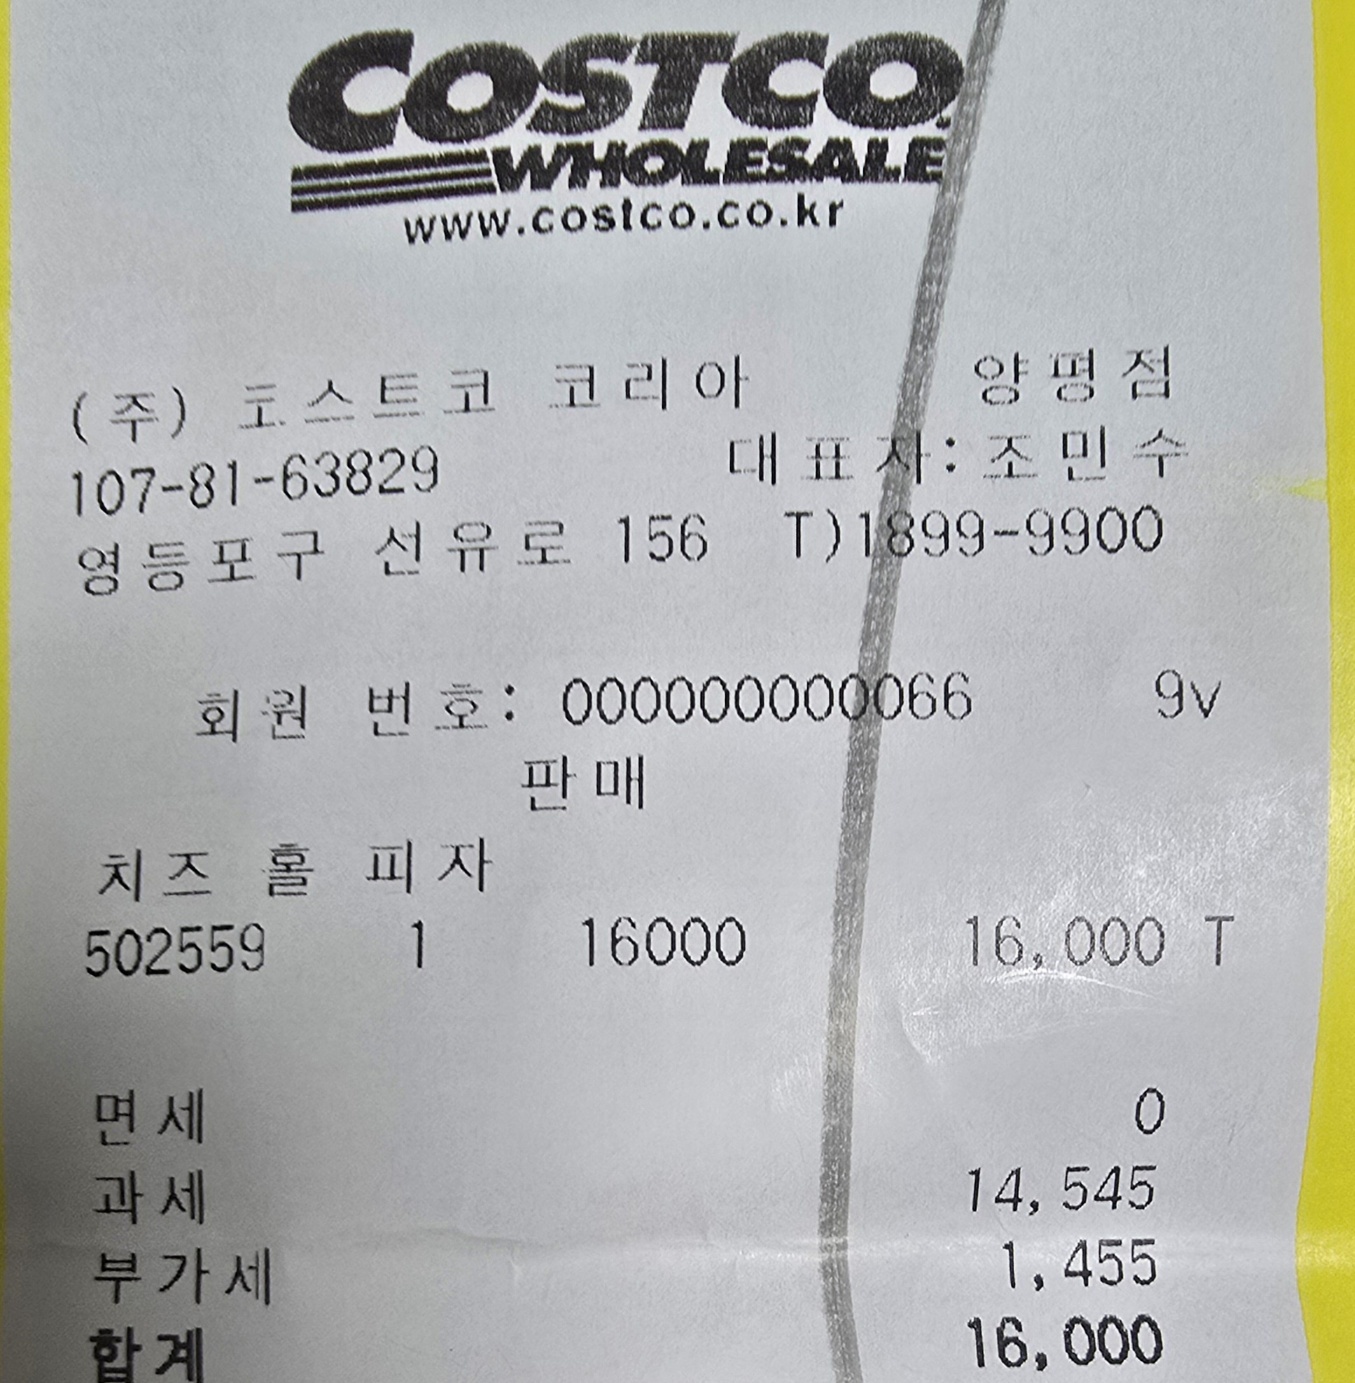 COSTCO
WHOLESALE
www.costco.co.kr
(주) 코스트코 코리아 양평점
107-81-63829 대표자:조민수
영등포구 선유로 156 T)1899-9900
회원 번호: 000000000066 9v
판매
치즈 홀 피자
502559 1 16000 16,000 T
면세 0
과세 14,545
부가세 1,455
합계 16,000